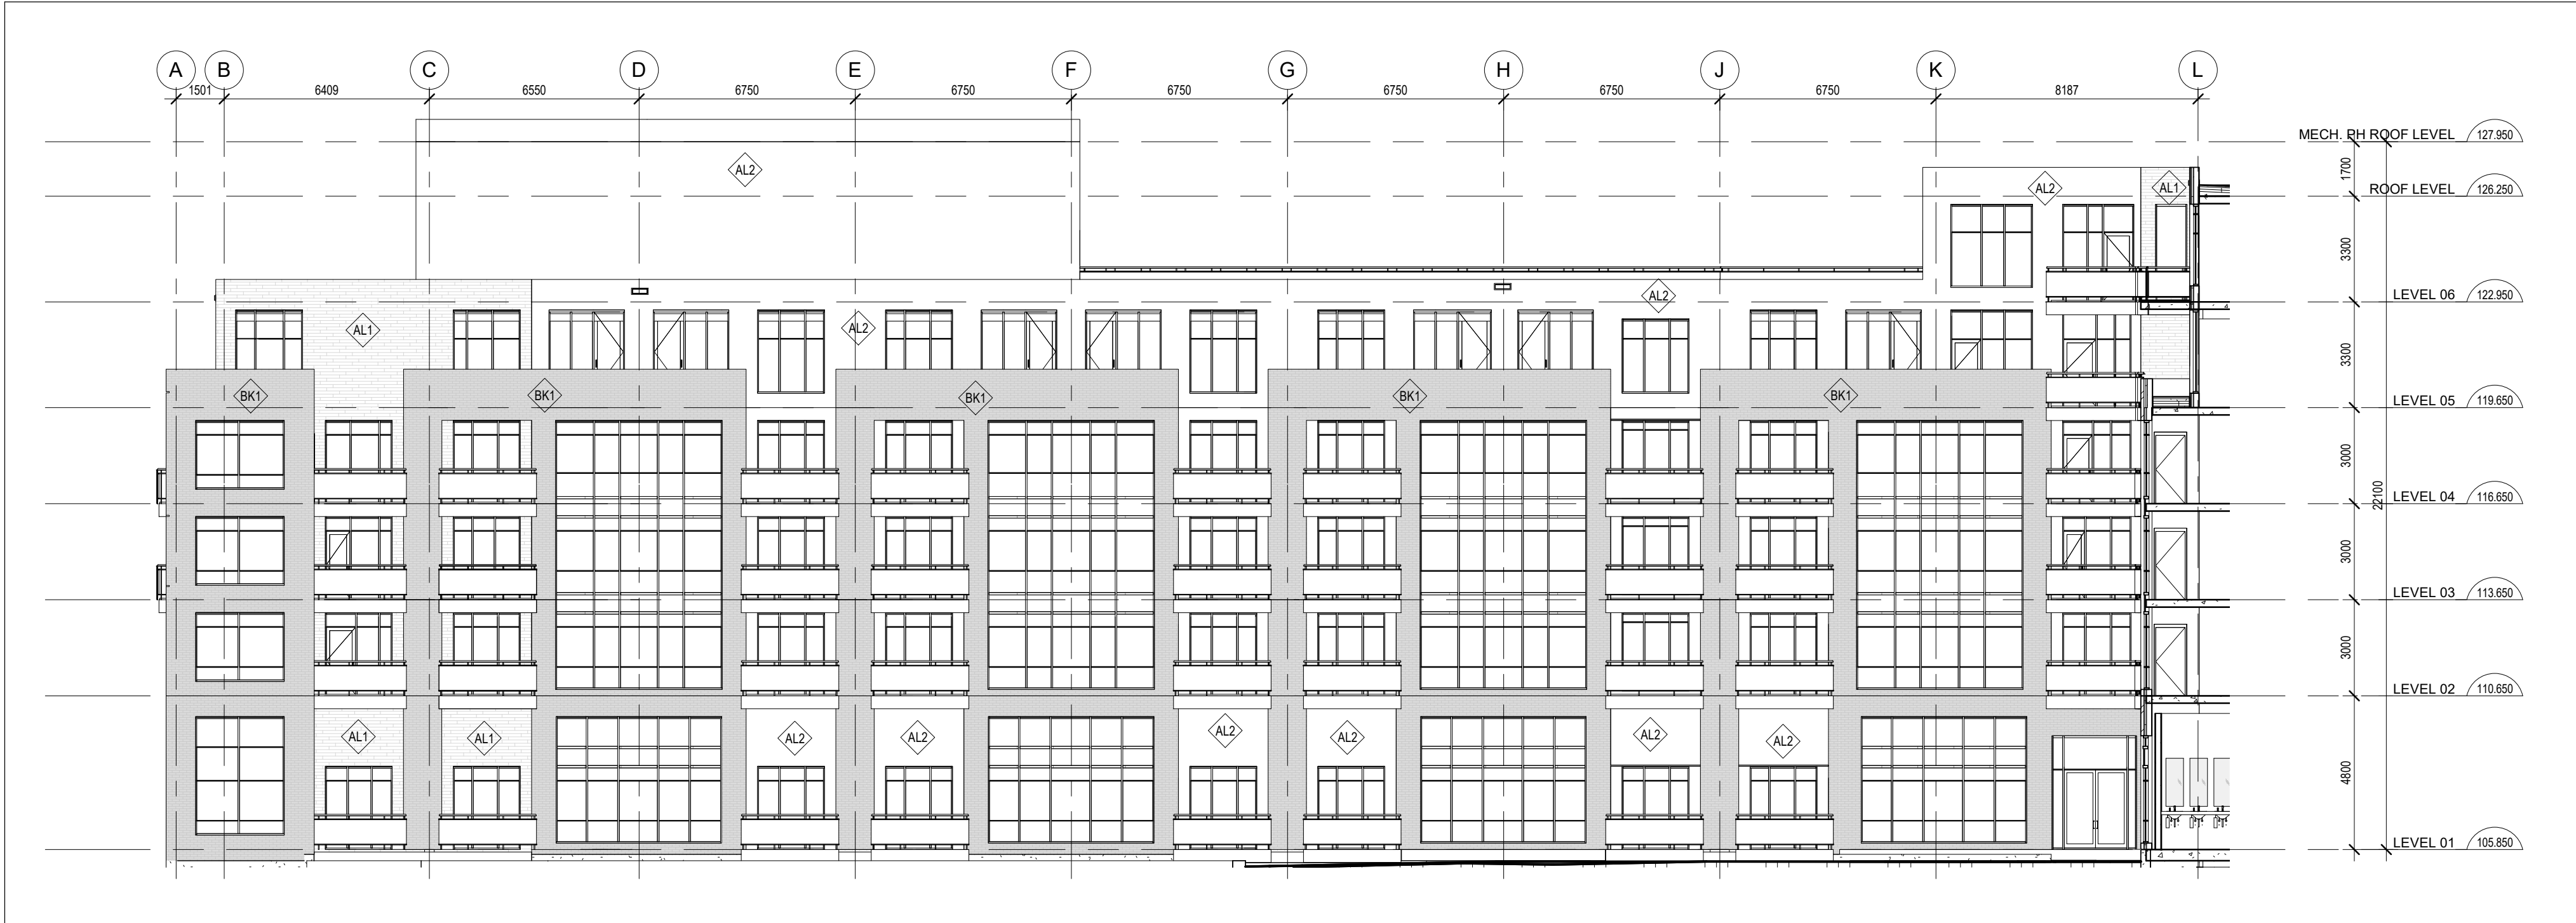 A B C D E F G H J K L
1501 6409 6550 6750 6750 6750 6750 6750 6750 8187
MECH. PH ROOF LEVEL 127.950
1700
AL2
AL2 AL1
ROOF LEVEL 126.250
3300
LEVEL 06 122.950
AL2
AL1 AL2
3300
BK1 BK1 BK1 BK1 BK1
LEVEL 05 119.650
3000
22100
LEVEL 04 116.650
3000
LEVEL 03 113.650
3000
LEVEL 02 110.650
AL1 AL1 AL2 AL2 AL2 AL2 AL2 AL2
4800
LEVEL 01 105.850